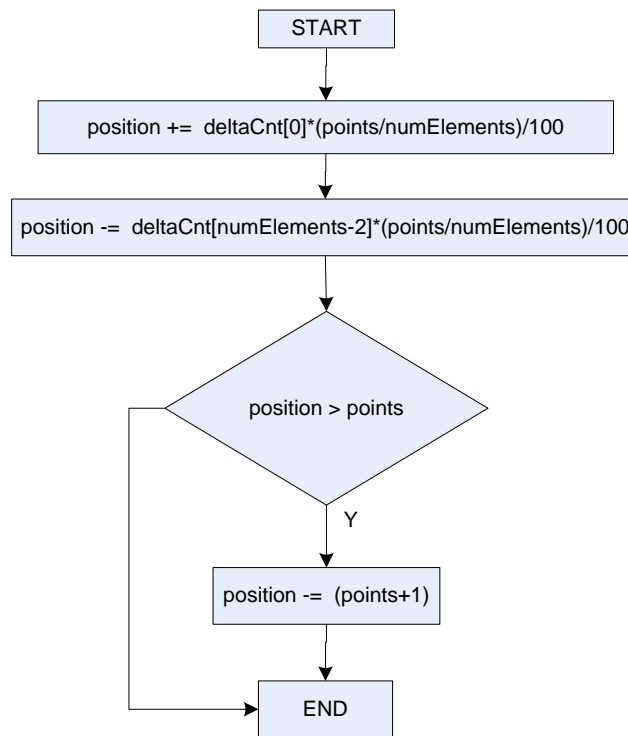 START
position += deltaCnt[0]*(points/numElements)/100
position -= deltaCnt[numElements-2]*(points/numElements)/100
position > points
Y
position -= (points+1)
END